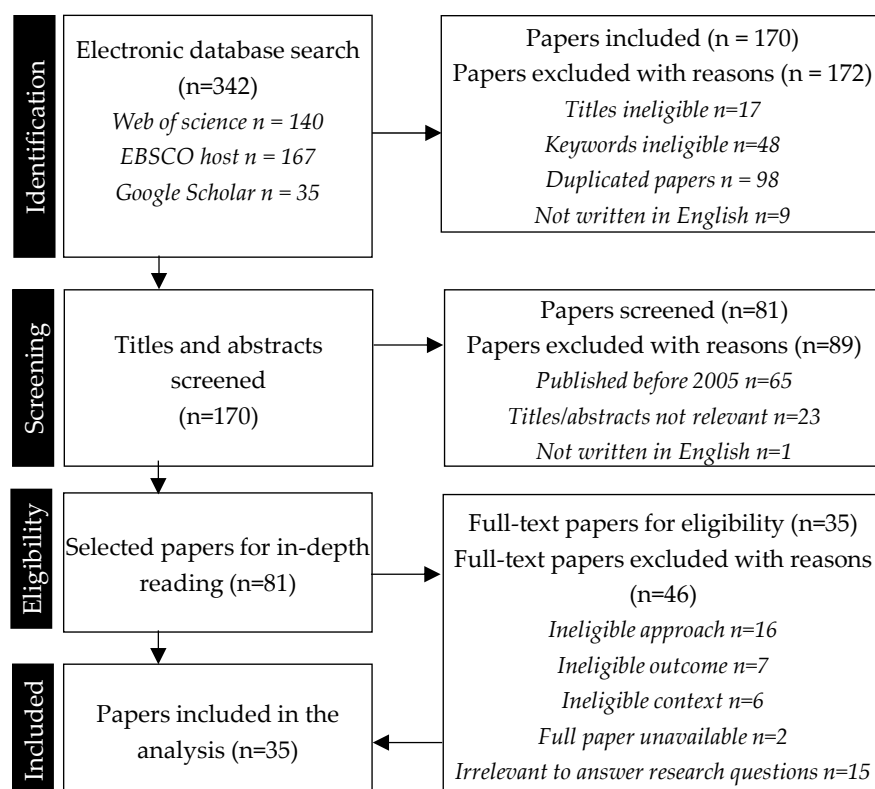 Identification
Electronic database search
(n=342)
Web of science n = 140
EBSCO host n = 167
Google Scholar n = 35
Papers included (n = 170)
Papers excluded with reasons (n = 172)
Titles ineligible n=17
Keywords ineligible n=48
Duplicated papers n = 98
Not written in English n=9
Screening
Titles and abstracts
screened
(n=170)
Papers screened (n=81)
Papers excluded with reasons (n=89)
Published before 2005 n=65
Titles/abstracts not relevant n=23
Not written in English n=1
Eligibility
Selected papers for in-depth
reading (n=81)
Full-text papers for eligibility (n=35)
Full-text papers excluded with reasons
(n=46)
Ineligible approach n=16
Ineligible outcome n=7
Ineligible context n=6
Full paper unavailable n=2
Irrelevant to answer research questions n=15
Included
Papers included in the
analysis (n=35)